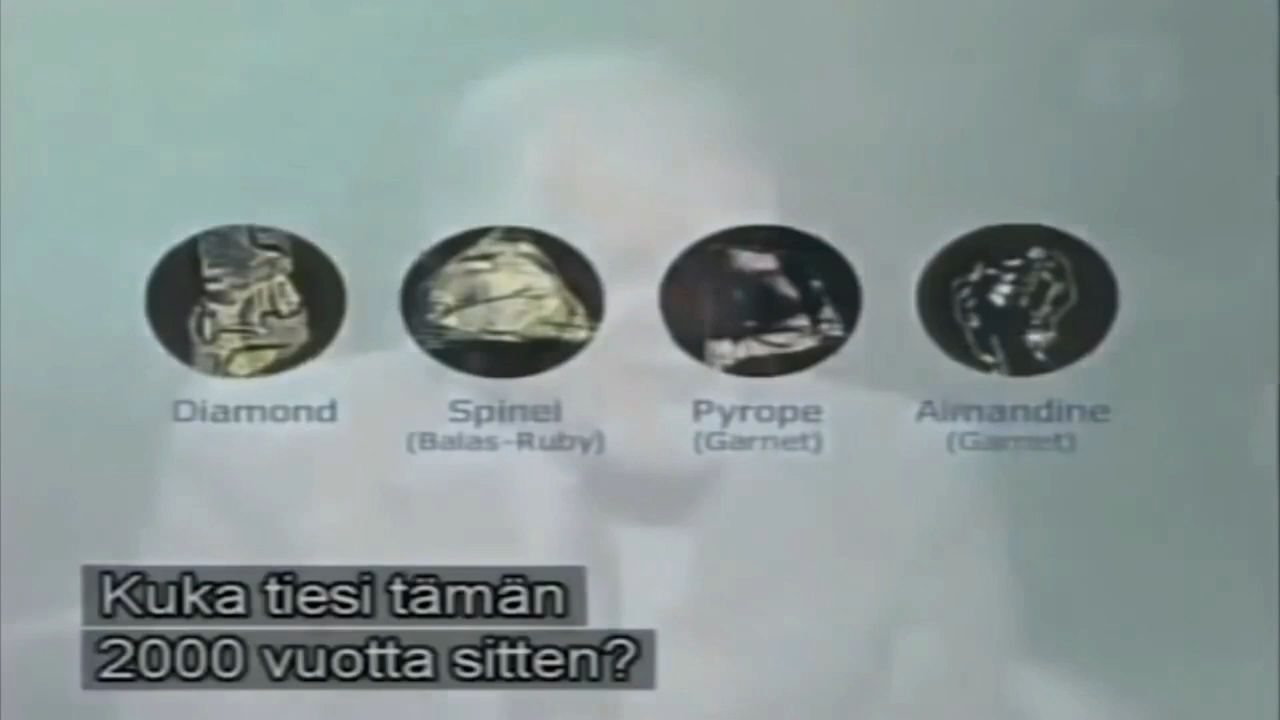 Diamond
Spinel
(Balas-Ruby)
Pyrope
(Garnet)
Almandine
(Garnet)
Kuka tiesi tämän
2000 vuotta sitten?